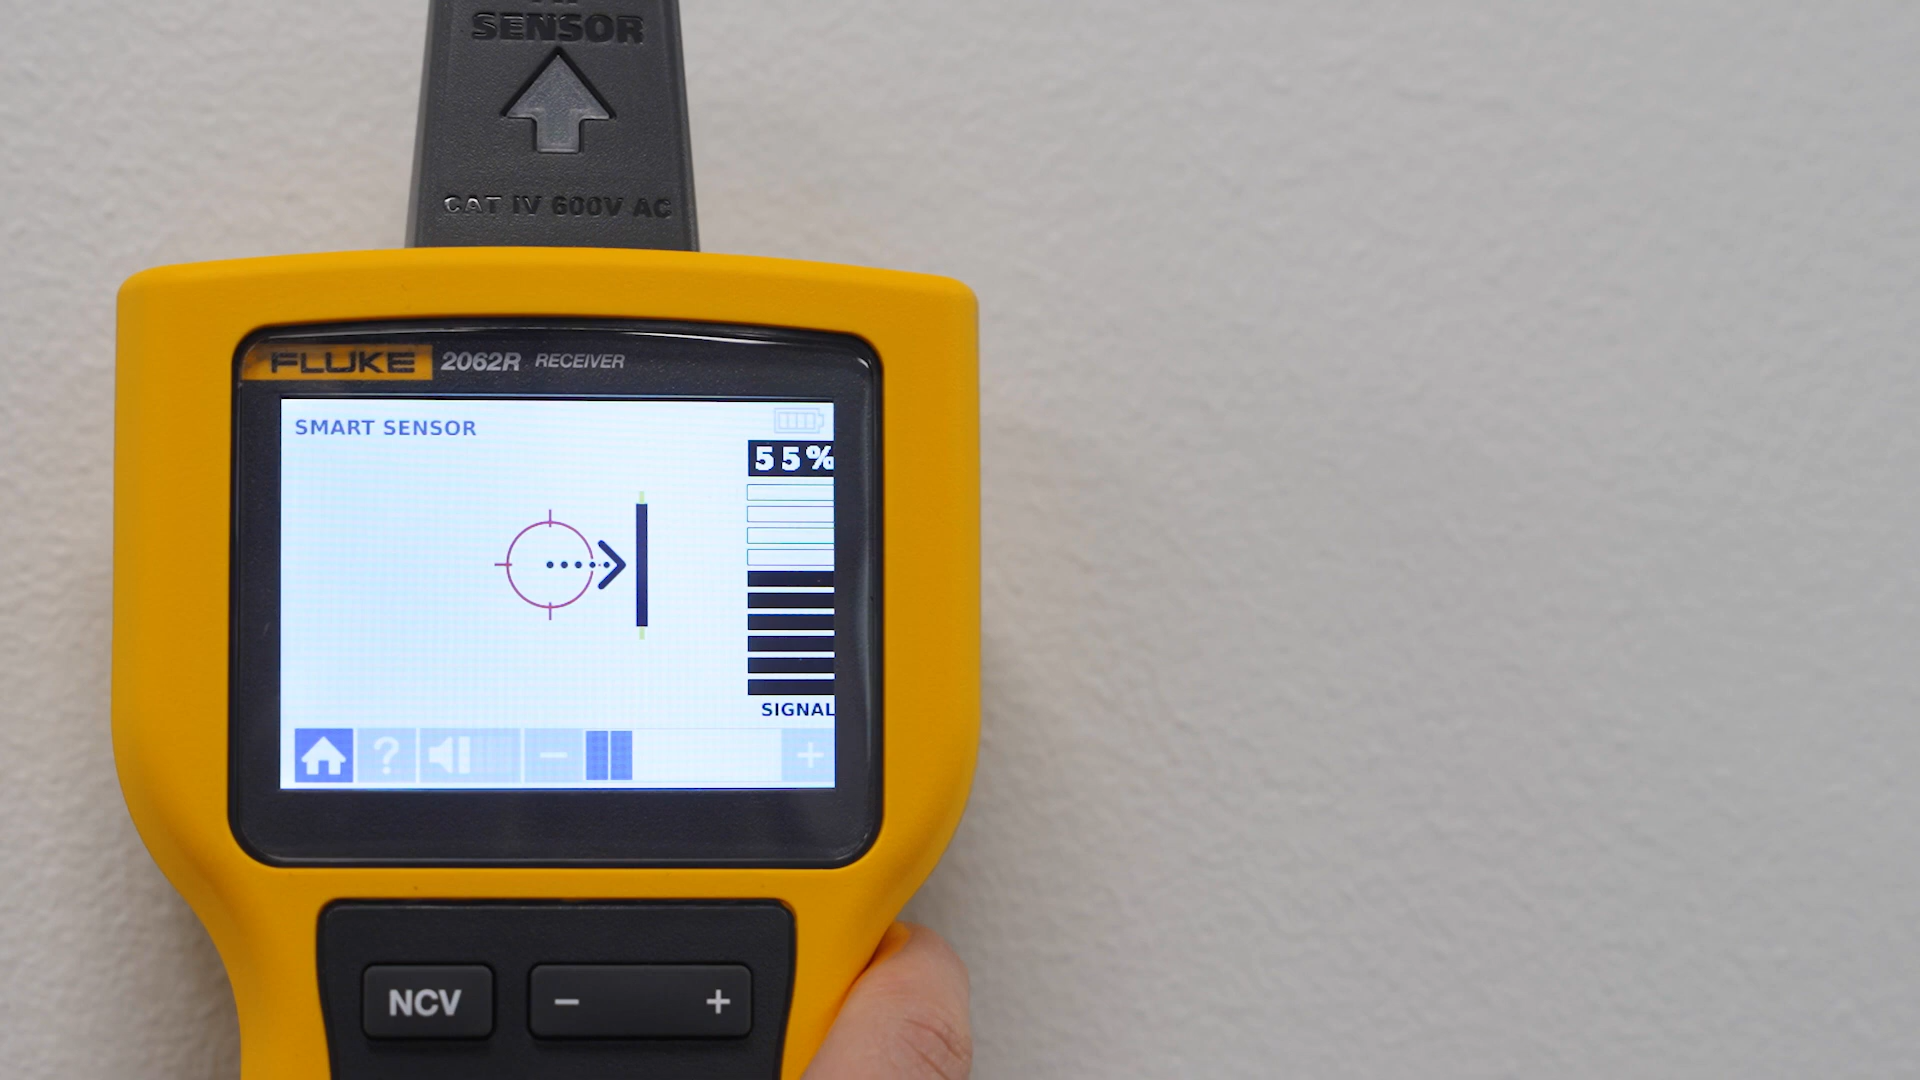 SENSOR
CAT IV 600V AC
FLUKE 2062R RECEIVER
SMART SENSOR
55%
SIGNAL
?
− +
NCV − +